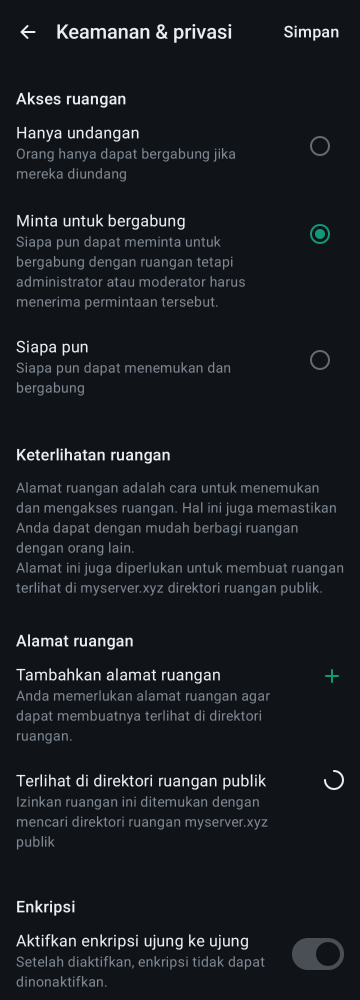 Keamanan & privasi
Simpan
Akses ruangan
Hanya undangan
Orang hanya dapat bergabung jika
mereka diundang
Minta untuk bergabung
Siapa pun dapat meminta untuk
bergabung dengan ruangan tetapi
administrator atau moderator harus
menerima permintaan tersebut.
Siapa pun
Siapa pun dapat menemukan dan
bergabung
Keterlihatan ruangan
Alamat ruangan adalah cara untuk menemukan
dan mengakses ruangan. Hal ini juga memastikan
Anda dapat dengan mudah berbagi ruangan
dengan orang lain.
Alamat ini juga diperlukan untuk membuat ruangan
terlihat di myserver.xyz direktori ruangan publik.
Alamat ruangan
Tambahkan alamat ruangan
Anda memerlukan alamat ruangan agar
dapat membuatnya terlihat di direktori
ruangan.
Terlihat di direktori ruangan publik
Izinkan ruangan ini ditemukan dengan
mencari direktori ruangan myserver.xyz
publik
Enkripsi
Aktifkan enkripsi ujung ke ujung
Setelah diaktifkan, enkripsi tidak dapat
dinonaktifkan.